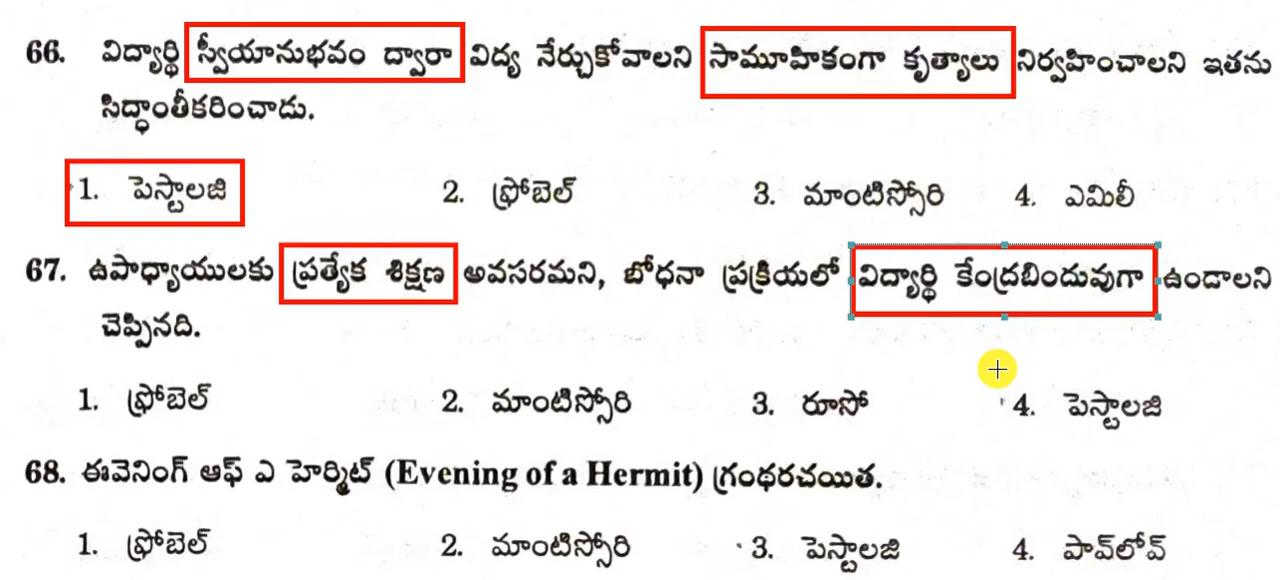 66. విద్యార్థి స్వీయానుభవం ద్వారా విద్య నేర్చుకోవాలని సామూహికంగా కృత్యాలు నిర్వహించాలని ఇతను
సిద్ధాంతీకరించాడు.
1. పెస్టాలజి 2. ఫ్రోబెల్ 3. మాంటిస్సోరి 4. ఎమిలీ
67. ఉపాధ్యాయులకు ప్రత్యేక శిక్షణ అవసరమని, బోధనా ప్రక్రియలో విద్యార్థి కేంద్రబిందువుగా ఉండాలని
చెప్పినది.
1. ఫ్రోబెల్ 2. మాంటిస్సోరి 3. రూసో 4. పెస్టాలజి
68. ఈవెనింగ్ ఆఫ్ ఎ హెర్మిట్ (Evening of a Hermit) గ్రంథరచయిత.
1. ఫ్రోబెల్ 2. మాంటిస్సోరి 3. పెస్టాలజి 4. పావ్‌లోవ్